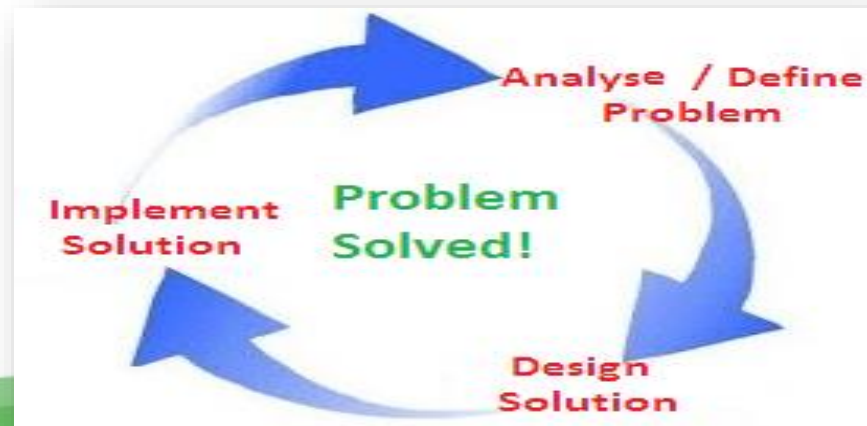 Analyse / Define
Problem
Implement
Solution
Problem
Solved!
Design
Solution